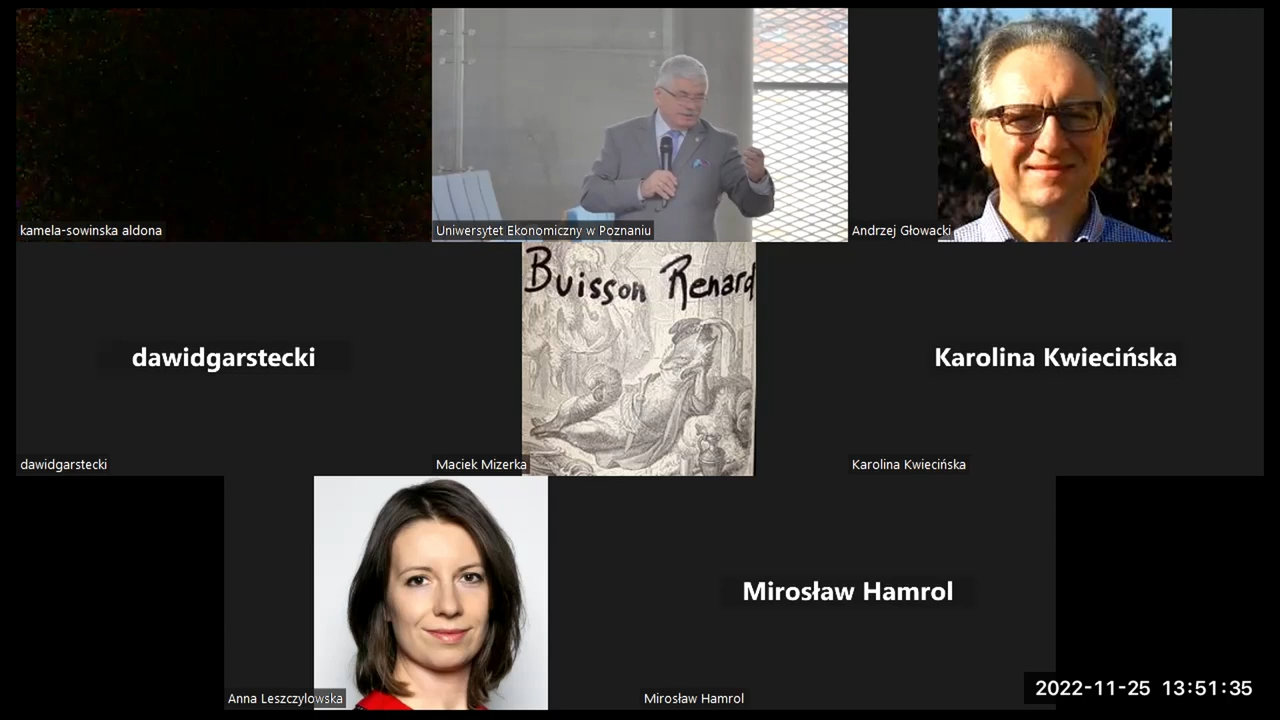 kamela-sowinska aldona
Uniwersytet Ekonomiczny w Poznaniu
Andrzej Głowacki
dawidgarstecki
Buisson Renard
Karolina Kwiecińska
dawidgarstecki
Maciek Mizerka
Karolina Kwiecińska
Mirosław Hamrol
Anna Leszczylowska
Mirosław Hamrol
2022-11-25 13:51:35